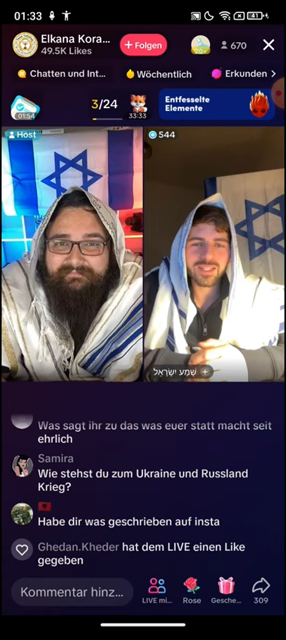 01:33
41
Elkana Kora...
49.5K Likes
+ Folgen
670
Chatten und Int...
Wöchentlich
Erkunden >
01:54
3/24
33:33
Entfesselte
Elemente
Host
544
שְׁמַע יִשְׂרָאֵל +
Was sagt ihr zu das was euer statt macht seit
ehrlich
Samira
Wie stehst du zum Ukraine und Russland
Krieg?
Habe dir was geschrieben auf insta
Ghedan.Kheder hat dem LIVE einen Like
gegeben
Kommentar hinz...
LIVE mi...
Rose
Gesche...
309